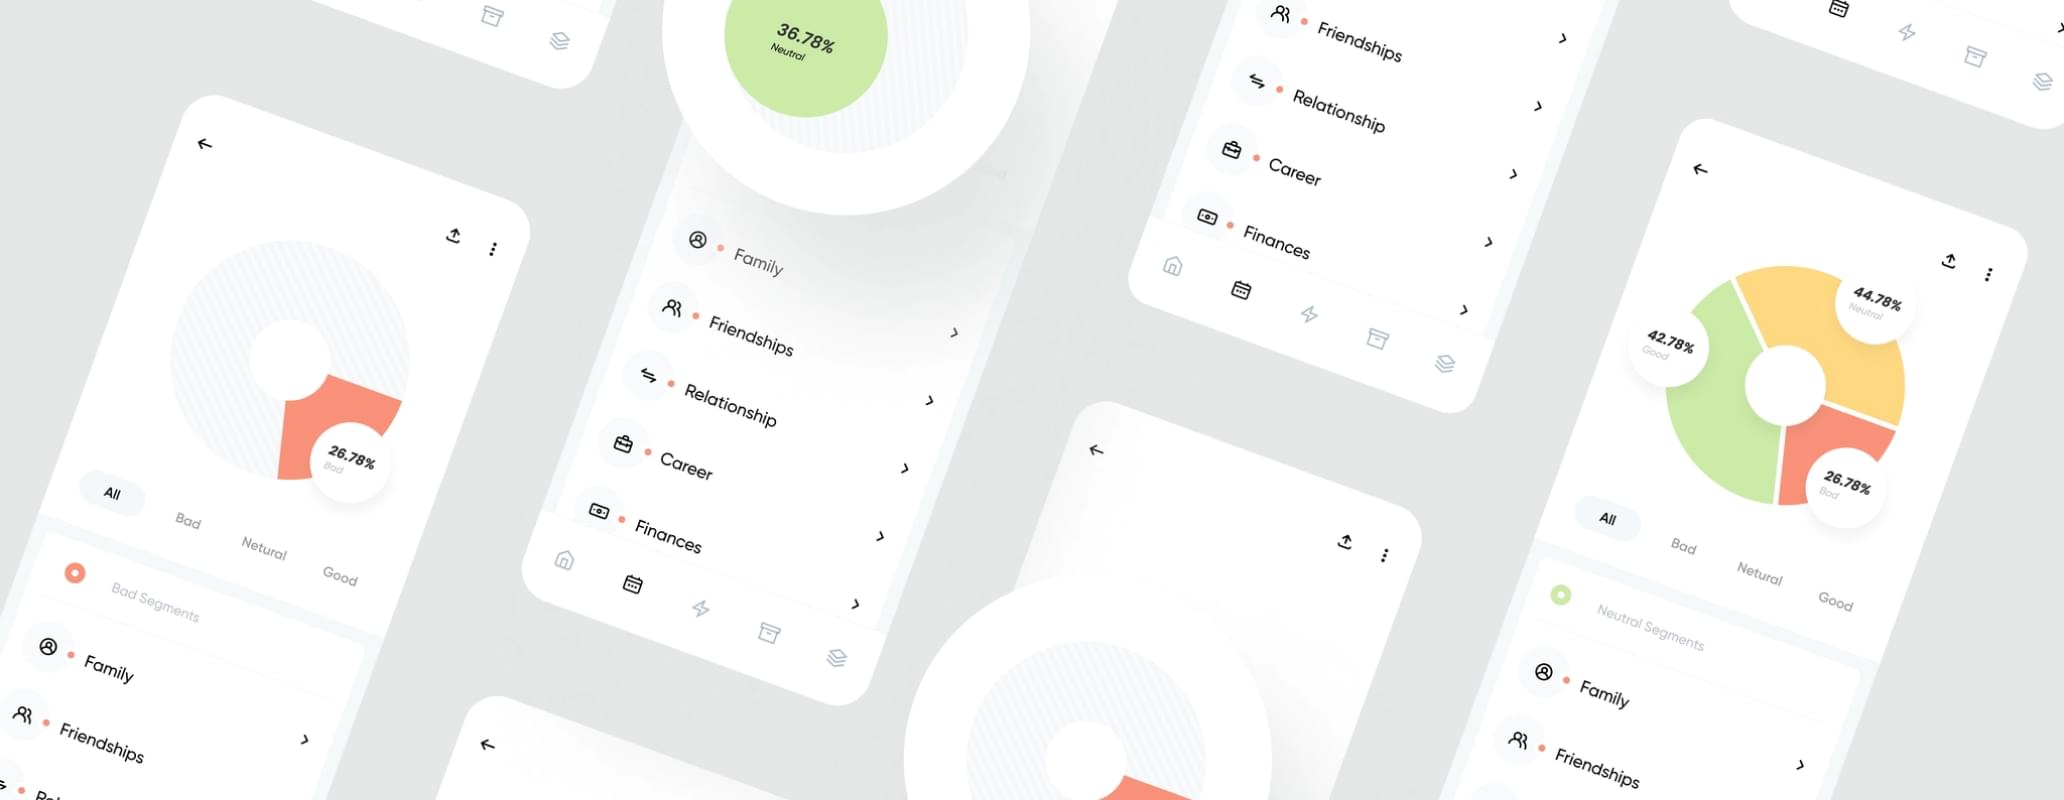 26.78%
Bad
All
Bad
Netural
Good
Bad Segments
Family
Friendships
36.78%
Neutral
Family
Friendships
Relationship
Career
Finances
Friendships
Relationship
Career
Finances
44.78%
Neutral
42.78%
Good
26.78%
Bad
All
Bad
Netural
Good
Neutral Segments
Family
Friendships